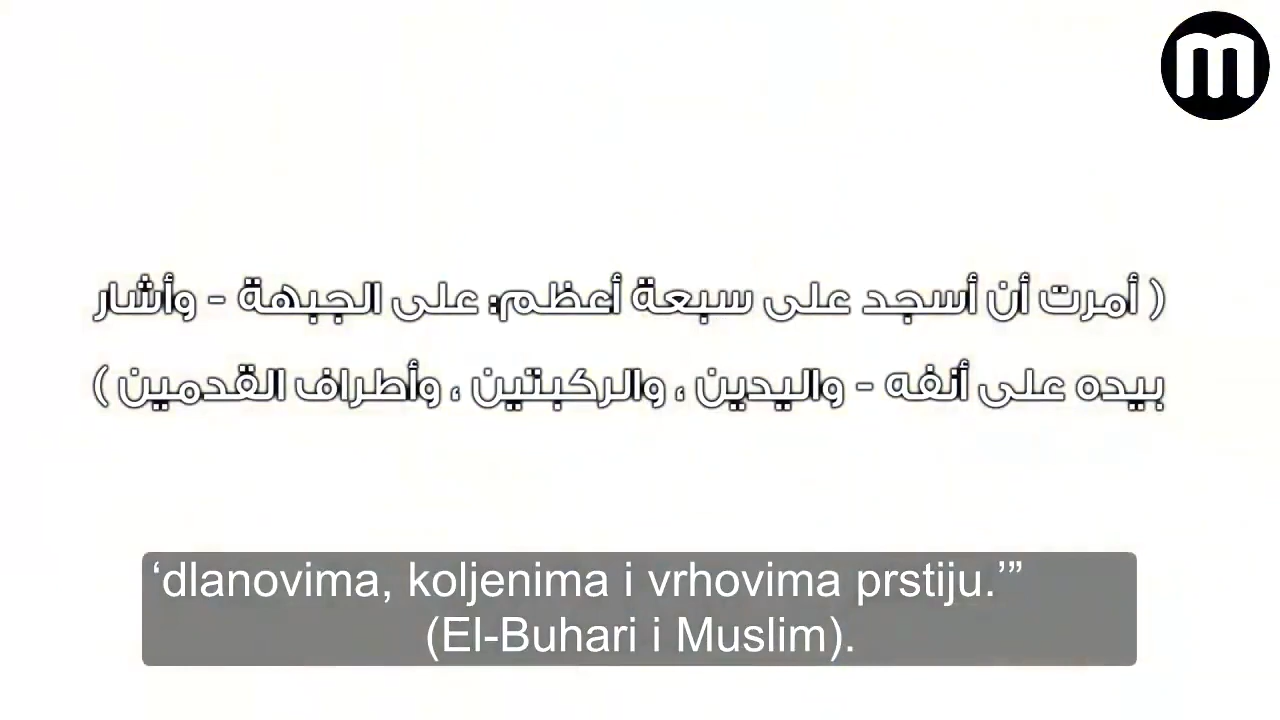 m
( أمرت أن أسجد على سبعة أعظم: على الجبهة - وأشار
بيده على أنفه - واليدين ، والركبتين ، وأطراف القدمين )
‘dlanovima, koljenima i vrhovima prstiju.’”
(El-Buhari i Muslim).